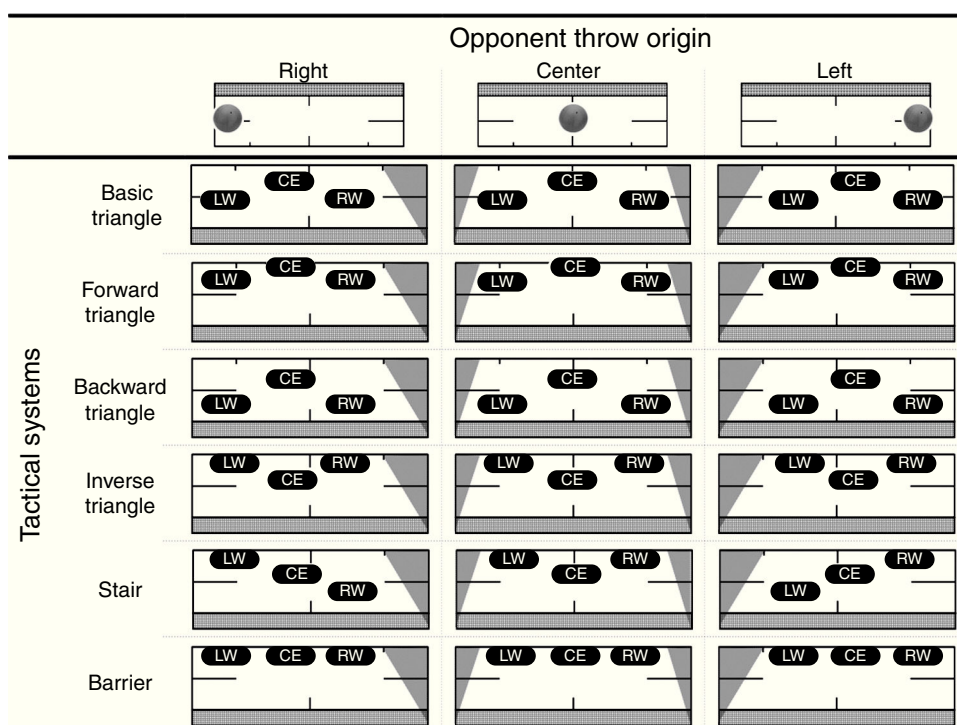 Opponent throw origin
Right Center Left
Tactical systems
Basic
triangle
CE CE CE
LW RW LW RW LW RW
Forward
triangle
CE CE CE
LW RW LW RW LW RW
Backward
triangle
CE CE CE
LW RW LW RW LW RW
Inverse
triangle
LW RW LW RW LW RW
CE CE CE
Stair
LW LW RW RW
CE CE CE
RW LW
Barrier
LW CE RW LW CE RW LW CE RW